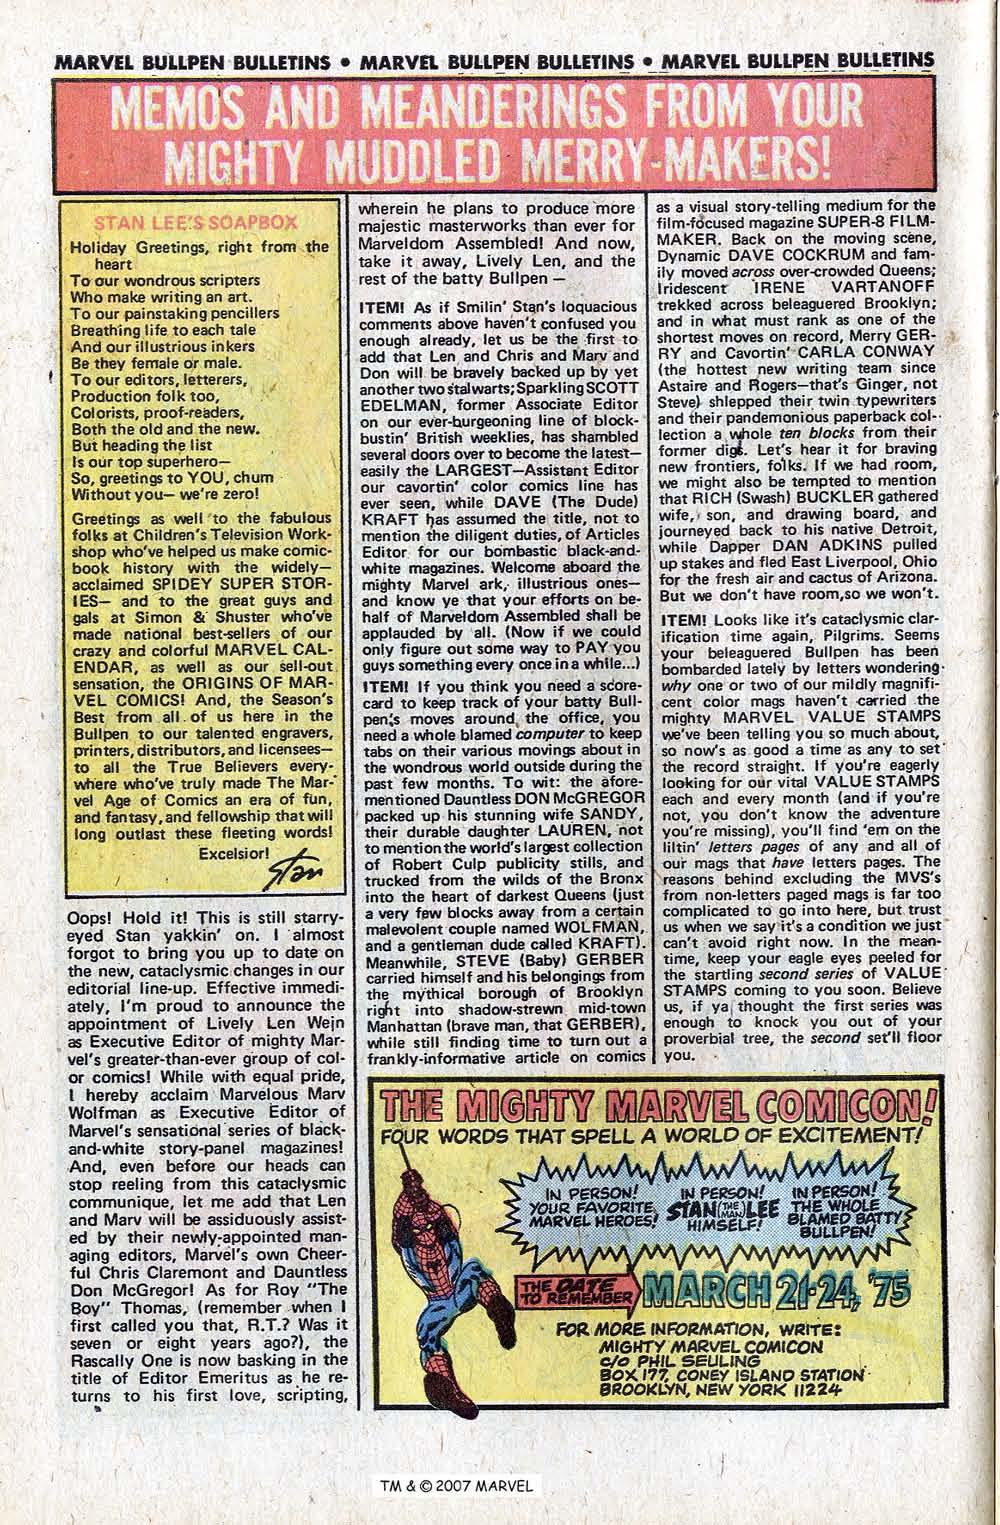 MARVEL BULLPEN BULLETINS • MARVEL BULLPEN BULLETINS • MARVEL BULLPEN BULLETINS
MEMOS AND MEANDERINGS FROM YOUR
MIGHTY MUDDLED MERRY-MAKERS!
STAN LEE'S SOAPBOX
Holiday Greetings, right from the
heart
To our wondrous scripters
Who make writing an art.
To our painstaking pencillers
Breathing life to each tale
And our illustrious inkers
Be they female or male.
To our editors, letterers,
Production folk too,
Colorists, proof-readers,
Both the old and the new.
But heading the list
Is our top superhero—
So, greetings to YOU, chum
Without you— we're zero!
Greetings as well to the fabulous
folks at Children's Television Work-
shop who've helped us make comic-
book history with the widely—
acclaimed SPIDEY SUPER STOR-
IES— and to the great guys and
gals at Simon & Shuster who've
made national best-sellers of our
crazy and colorful MARVEL CAL-
ENDAR, as well as our sell-out
sensation, the ORIGINS OF MAR-
VEL COMICS! And, the Season's
Best from all of us here in the
Bullpen to our talented engravers,
printers, distributors, and licensees—
to all the True Believers every-
where who've truly made The Mar-
vel Age of Comics an era of fun,
and fantasy, and fellowship that will
long outlast these fleeting words!
Excelsior!
Stan
Oops! Hold it! This is still starry-
eyed Stan yakkin' on. I almost
forgot to bring you up to date on
the new, cataclysmic changes in our
editorial line-up. Effective immedi-
ately, I'm proud to announce the
appointment of Lively Len Wein
as Executive Editor of mighty Mar-
vel's greater-than-ever group of col-
or comics! While with equal pride,
I hereby acclaim Marvelous Marv
Wolfman as Executive Editor of
Marvel's sensational series of black-
and-white story-panel magazines!
And, even before our heads can
stop reeling from this cataclysmic
communique, let me add that Len
and Marv will be assiduously assist-
ed by their newly-appointed man-
aging editors, Marvel's own Cheer-
ful Chris Claremont and Dauntless
Don McGregor! As for Roy "The
Boy" Thomas, (remember when I
first called you that, R.T.? Was it
seven or eight years ago?), the
Rascally One is now basking in the
title of Editor Emeritus as he re-
turns to his first love, scripting,
wherein he plans to produce more
majestic masterworks than ever for
Marveldom Assembled! And now,
take it away, Lively Len, and the
rest of the batty Bullpen —
ITEM! As if Smilin' Stan's loquacious
comments above haven't confused you
enough already, let us be the first to
add that Len and Chris and Marv and
Don will be bravely backed up by yet
another two stalwarts; Sparkling SCOTT
EDELMAN, former Associate Editor
on our ever-burgeoning line of block-
bustin' British weeklies, has shambled
several doors over to become the latest—
easily the LARGEST—Assistant Editor
our cavortin' color comics line has
ever seen, while DAVE (The Dude)
KRAFT has assumed the title, not to
mention the diligent duties, of Articles
Editor for our bombastic black-and-
white magazines. Welcome aboard the
mighty Marvel ark, illustrious ones—
and know ye that your efforts on be-
half of Marveldom Assembled shall be
applauded by all. (Now if we could
only figure out some way to PAY you
guys something every once in a while...)
ITEM! If you think you need a score-
card to keep track of your batty Bull-
pen's moves around the office, you
need a whole blamed computer to keep
tabs on their various movings about in
the wondrous world outside during the
past few months. To wit: the afore-
mentioned Dauntless DON McGREGOR
packed up his stunning wife SANDY,
their durable daughter LAUREN, not
to mention the world's largest collection
of Robert Culp publicity stills, and
trucked from the wilds of the Bronx
into the heart of darkest Queens (just
a very few blocks away from a certain
malevolent couple named WOLFMAN,
and a gentleman dude called KRAFT).
Meanwhile, STEVE (Baby) GERBER
carried himself and his belongings from
the mythical borough of Brooklyn
right into shadow-strewn mid-town
Manhattan (brave man, that GERBER),
while still finding time to turn out a
frankly-informative article on comics
as a visual story-telling medium for the
film-focused magazine SUPER-8 FILM-
MAKER. Back on the moving scene,
Dynamic DAVE COCKRUM and fam-
ily moved across over-crowded Queens;
Iridescent IRENE VARTANOFF
trekked across beleaguered Brooklyn;
and in what must rank as one of the
shortest moves on record, Merry GER-
RY and Cavortin' CARLA CONWAY
(the hottest new writing team since
Astaire and Rogers—that's Ginger, not
Steve) shlepped their twin typewriters
and their pandemonious paperback col-
lection a whole ten blocks from their
former digs. Let's hear it for braving
new frontiers, folks. If we had room,
we might also be tempted to mention
that RICH (Swash) BUCKLER gathered
wife, son, and drawing board, and
journeyed back to his native Detroit,
while Dapper DAN ADKINS pulled
up stakes and fled East Liverpool, Ohio
for the fresh air and cactus of Arizona.
But we don't have room,so we won't.
ITEM! Looks like it's cataclysmic clar-
ification time again, Pilgrims. Seems
your beleaguered Bullpen has been
bombarded lately by letters wondering
why one or two of our mildly magnifi-
cent color mags haven't carried the
mighty MARVEL VALUE STAMPS
we've been telling you so much about,
so now's as good a time as any to set
the record straight. If you're eagerly
looking for our vital VALUE STAMPS
each and every month (and if you're
not, you don't know the adventure
you're missing), you'll find 'em on the
liltin' letters pages of any and all of
our mags that have letters pages. The
reasons behind excluding the MVS's
from non-letters paged mags is far too
complicated to go into here, but trust
us when we say it's a condition we just
can't avoid right now. In the mean-
time, keep your eagle eyes peeled for
the startling second series of VALUE
STAMPS coming to you soon. Believe
us, if ya thought the first series was
enough to knock you out of your
proverbial tree, the second set'll floor
you.
THE MIGHTY MARVEL COMICON!
FOUR WORDS THAT SPELL A WORLD OF EXCITEMENT!
IN PERSON!
YOUR FAVORITE
MARVEL HEROES!
IN PERSON!
STAN (THE MAN) LEE
HIMSELF!
IN PERSON!
THE WHOLE
BLAMED BATTY
BULLPEN!
THE DATE
TO REMEMBER
MARCH 21-24, '75
FOR MORE INFORMATION, WRITE:
MIGHTY MARVEL COMICON
c/o PHIL SEULING
BOX 177, CONEY ISLAND STATION
BROOKLYN, NEW YORK 11224
TM & © 2007 MARVEL